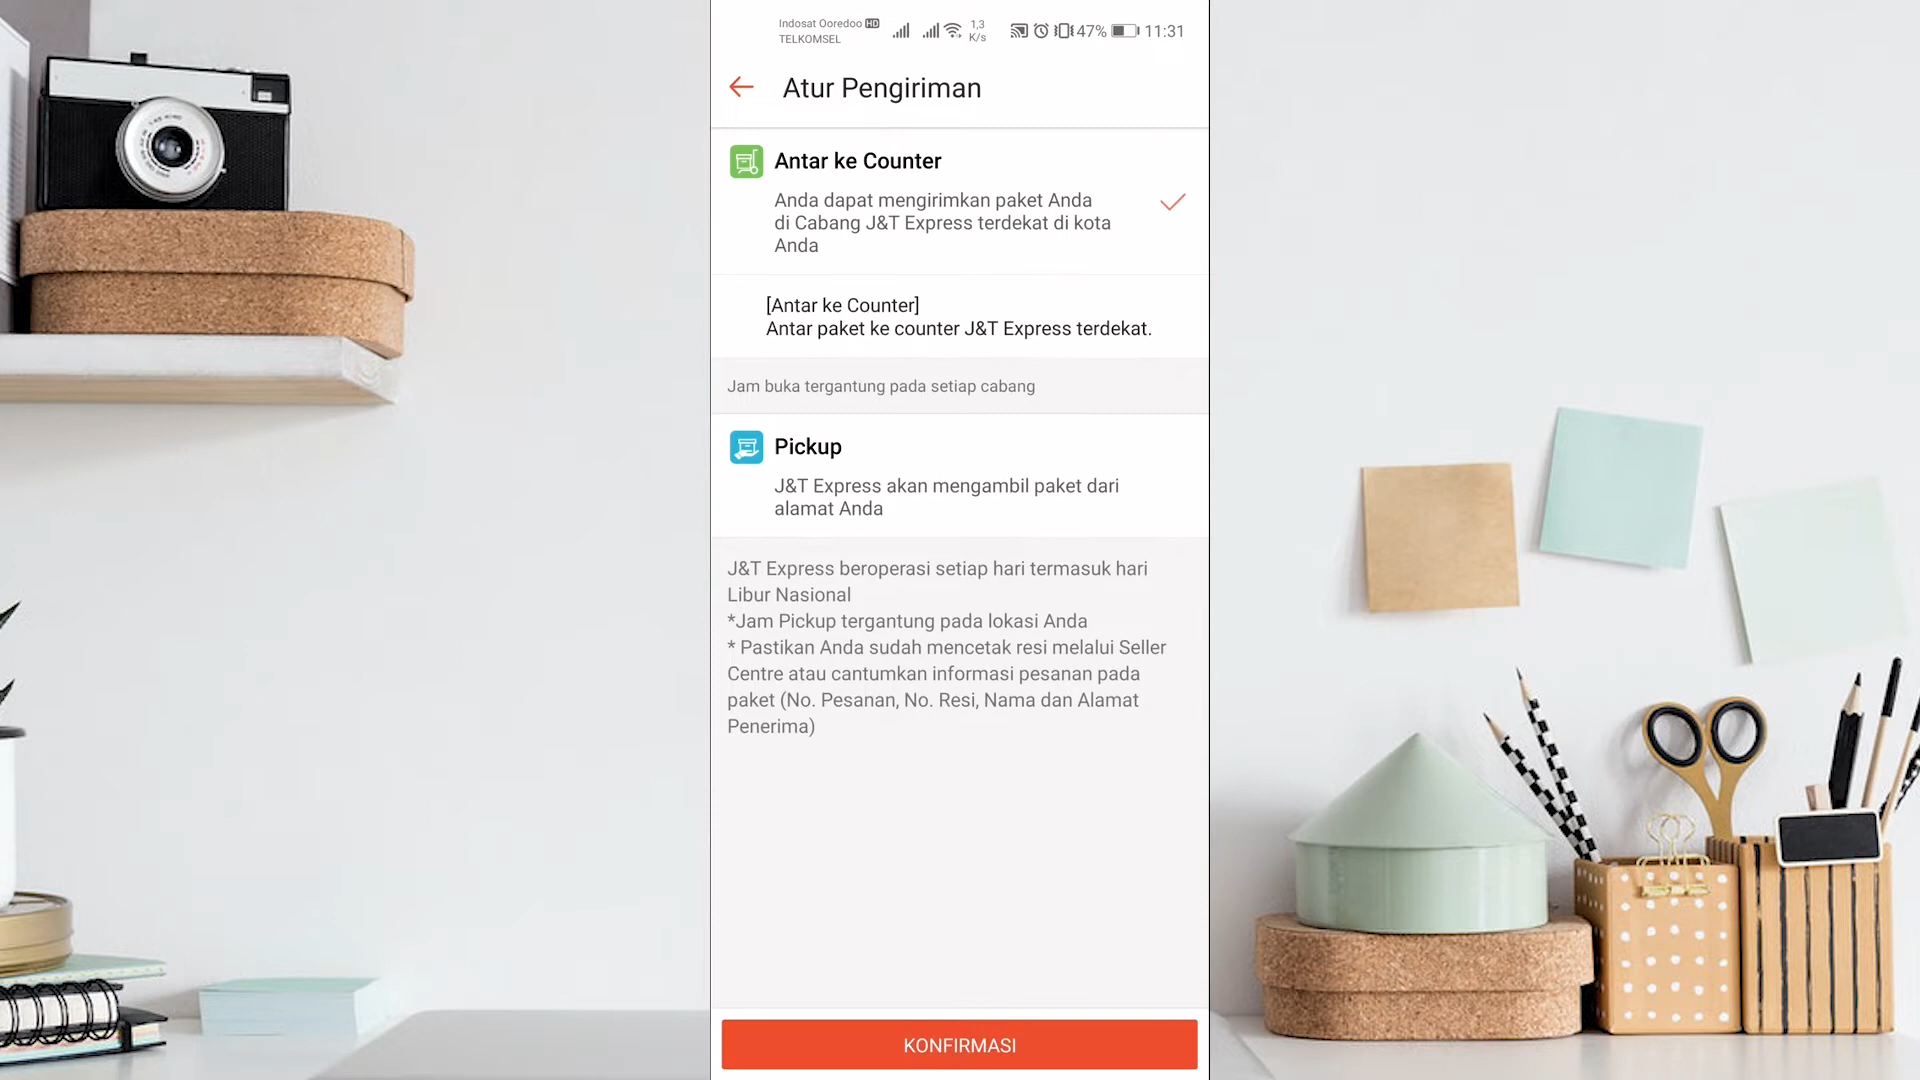 Indosat Ooredoo HD
TELKOMSEL
1,3
K/s
47%
11:31
Atur Pengiriman
Antar ke Counter
Anda dapat mengirimkan paket Anda
di Cabang J&T Express terdekat di kota
Anda
[Antar ke Counter]
Antar paket ke counter J&T Express terdekat.
Jam buka tergantung pada setiap cabang
Pickup
J&T Express akan mengambil paket dari
alamat Anda
J&T Express beroperasi setiap hari termasuk hari
Libur Nasional
*Jam Pickup tergantung pada lokasi Anda
* Pastikan Anda sudah mencetak resi melalui Seller
Centre atau cantumkan informasi pesanan pada
paket (No. Pesanan, No. Resi, Nama dan Alamat
Penerima)
KONFIRMASI